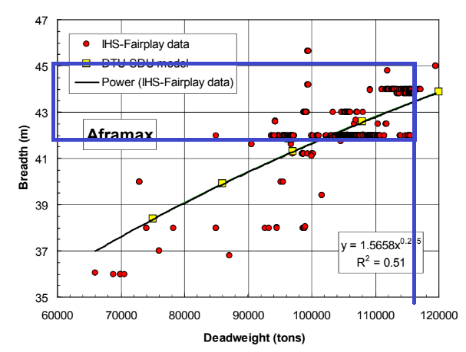 47
45
43
41
39
37
35
Breadth (m)
IHS-Fairplay data
DTU-SDU model
Power (IHS-Fairplay data)
Aframax
R² = 0.51
60000 70000 80000 90000 100000 110000 120000
Deadweight (tons)